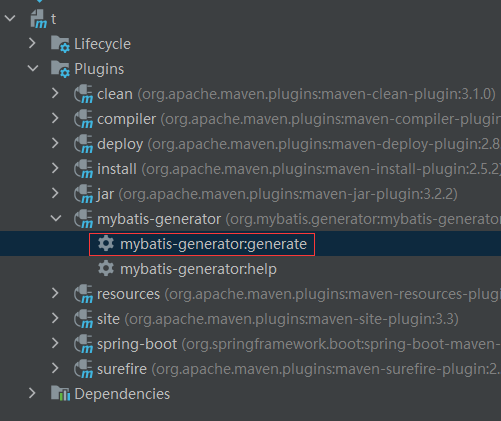 t
Lifecycle
Plugins
clean (org.apache.maven.plugins:maven-clean-plugin:3.1.0)
compiler (org.apache.maven.plugins:maven-compiler-plugin
deploy (org.apache.maven.plugins:maven-deploy-plugin:2.8
install (org.apache.maven.plugins:maven-install-plugin:2.5.2)
jar (org.apache.maven.plugins:maven-jar-plugin:3.2.2)
mybatis-generator (org.mybatis.generator:mybatis-generator
mybatis-generator:generate
mybatis-generator:help
resources (org.apache.maven.plugins:maven-resources-plug
site (org.apache.maven.plugins:maven-site-plugin:3.3)
spring-boot (org.springframework.boot:spring-boot-maven-
surefire (org.apache.maven.plugins:maven-surefire-plugin:2.
Dependencies